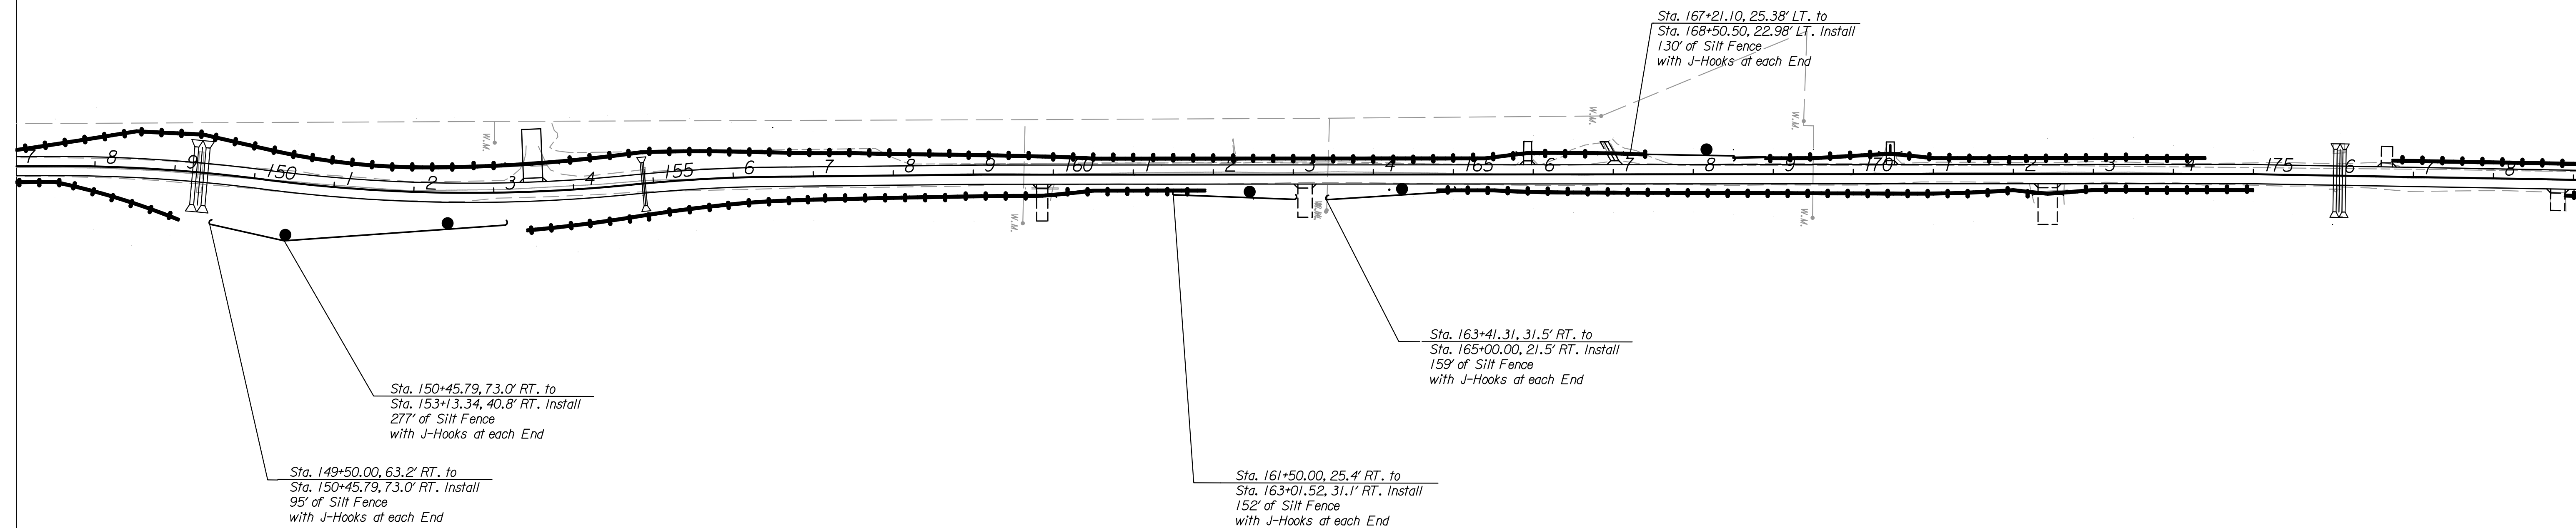 Sta. 167+21.10, 25.38' LT. to
Sta. 168+50.50, 22.98' LT. Install
130' of Silt Fence
with J-Hooks at each End
W.M.
W.M.
W.M.
7
8
9
150
1
2
3
4
155
6
7
8
9
160
1
2
3
4
165
6
7
8
9
170
1
2
3
4
175
6
7
8
W.M.
W.M.
W.M.
Sta. 163+41.31, 31.5' RT. to
Sta. 165+00.00, 21.5' RT. Install
159' of Silt Fence
with J-Hooks at each End
Sta. 150+45.79, 73.0' RT. to
Sta. 153+13.34, 40.8' RT. Install
277' of Silt Fence
with J-Hooks at each End
Sta. 149+50.00, 63.2' RT. to
Sta. 150+45.79, 73.0' RT. Install
95' of Silt Fence
with J-Hooks at each End
Sta. 161+50.00, 25.4' RT. to
Sta. 163+01.52, 31.1' RT. Install
152' of Silt Fence
with J-Hooks at each End